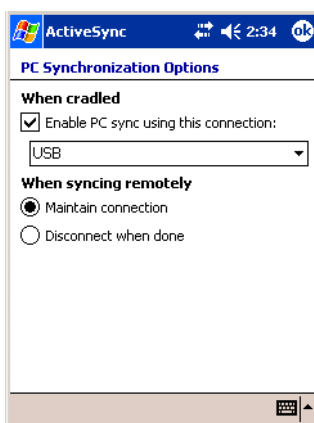 ActiveSync 2:34 ok
PC Synchronization Options
When cradled
Enable PC sync using this connection:
USB
When syncing remotely
Maintain connection
Disconnect when done